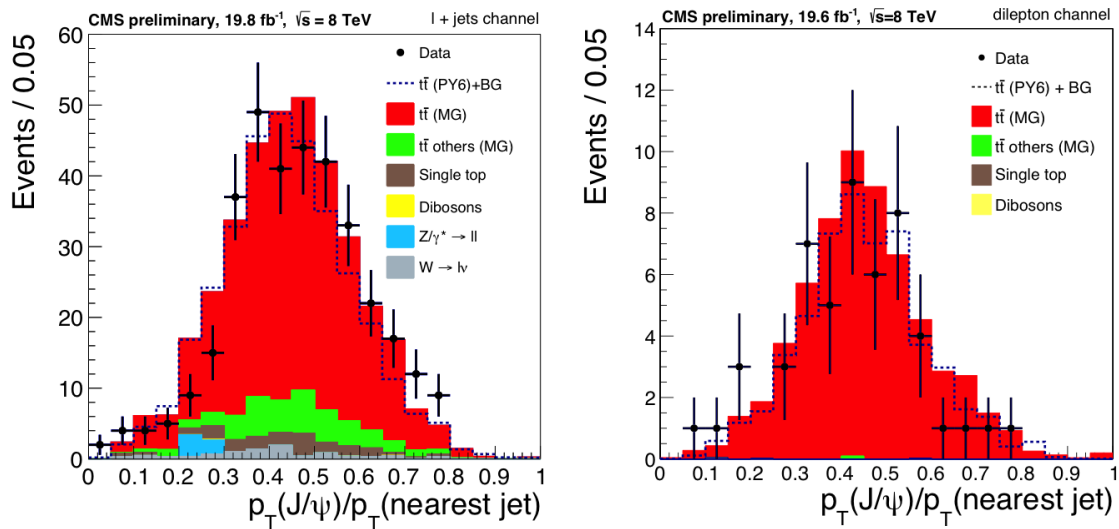 CMS preliminary, 19.8 fb⁻¹, √s = 8 TeV
l + jets channel
Events / 0.05
60
50
40
30
20
10
0
Data
tt̄ (PY6)+BG
tt̄ (MG)
tt̄ others (MG)
Single top
Dibosons
Z/γ* → ll
W → lν
0 0.1 0.2 0.3 0.4 0.5 0.6 0.7 0.8 0.9 1
p_T(J/ψ)/p_T(nearest jet)
CMS preliminary, 19.6 fb⁻¹, √s=8 TeV
dilepton channel
Events / 0.05
14
12
10
8
6
4
2
0
Data
tt̄ (PY6) + BG
tt̄ (MG)
tt̄ others (MG)
Single top
Dibosons
0 0.1 0.2 0.3 0.4 0.5 0.6 0.7 0.8 0.9 1
p_T(J/ψ)/p_T(nearest jet)